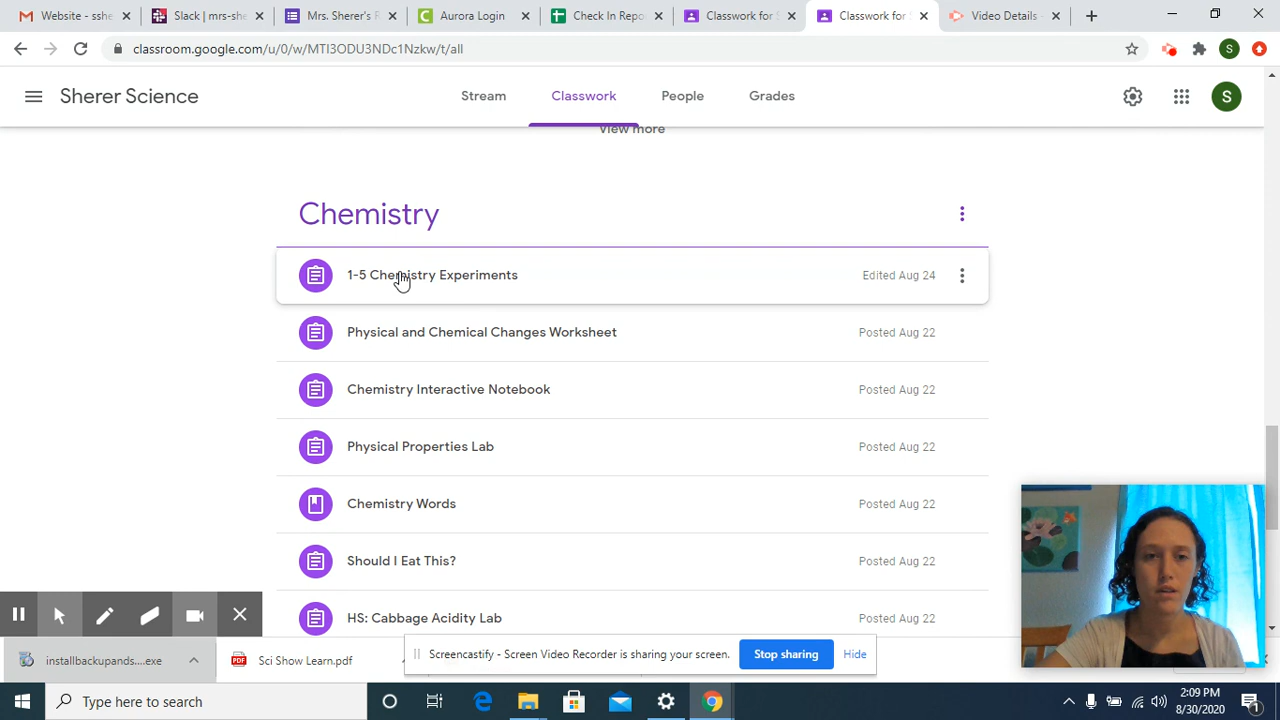 Website - sm
Slack | mrs-she
Mrs. Sherer's R
Aurora Login
Check In Repo
Classwork for S
Classwork for S
Video Details -
classroom.google.com/u/0/w/MTI3ODU3NDc1Nzkw/t/all
S
Sherer Science
Stream
Classwork
People
Grades
S
View more
Chemistry
1-5 Chemistry Experiments
Edited Aug 24
Physical and Chemical Changes Worksheet
Posted Aug 22
Chemistry Interactive Notebook
Posted Aug 22
Physical Properties Lab
Posted Aug 22
Chemistry Words
Posted Aug 22
Should I Eat This?
Posted Aug 22
HS: Cabbage Acidity Lab
Posted Aug 22
installbackupands....exe
PDF
Sci Show Learn.pdf
Screencastify - Screen Video Recorder is sharing your screen.
Stop sharing
Hide
Type here to search
2:09 PM
8/30/2020
1